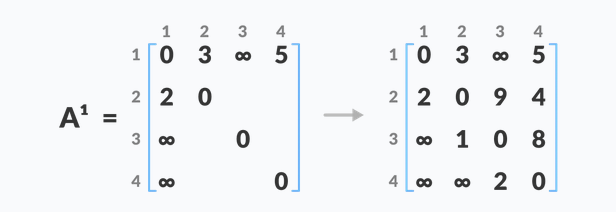 1 2 3 4 1 2 3 4
1 0 3 ∞ 5 1 0 3 ∞ 5
2 2 0 2 2 0 9 4
A¹ =
3 ∞ 0 3 ∞ 1 0 8
4 ∞ 0 4 ∞ ∞ 2 0